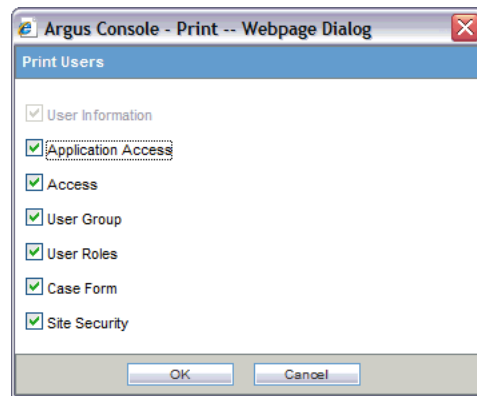 Argus Console - Print -- Webpage Dialog
Print Users
User Information
Application Access
Access
User Group
User Roles
Case Form
Site Security
OK Cancel